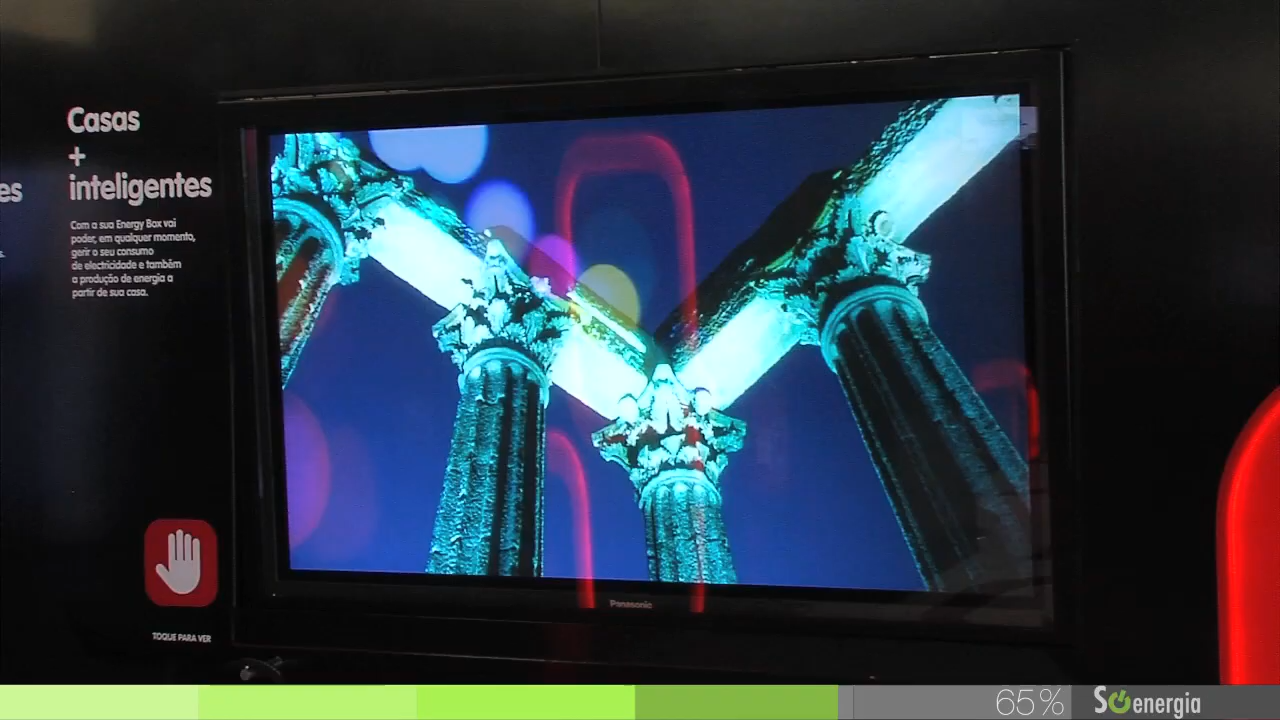 Casas
+
inteligentes
Com a sua Energy Box vai
poder, em qualquer momento,
gerir o seu consumo
de electricidade e também
a produção de energia a
partir de sua casa.
es
s.
TOQUE PARA VER
Panasonic
65%
SOenergia